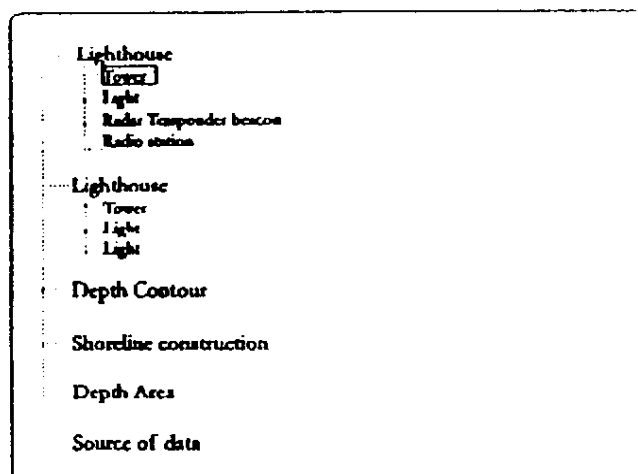 Lighthouse
Tower
Light
Radar Transponder beacon
Radio station
Lighthouse
Tower
Light
Light
Depth Contour
Shoreline construction
Depth Area
Source of data